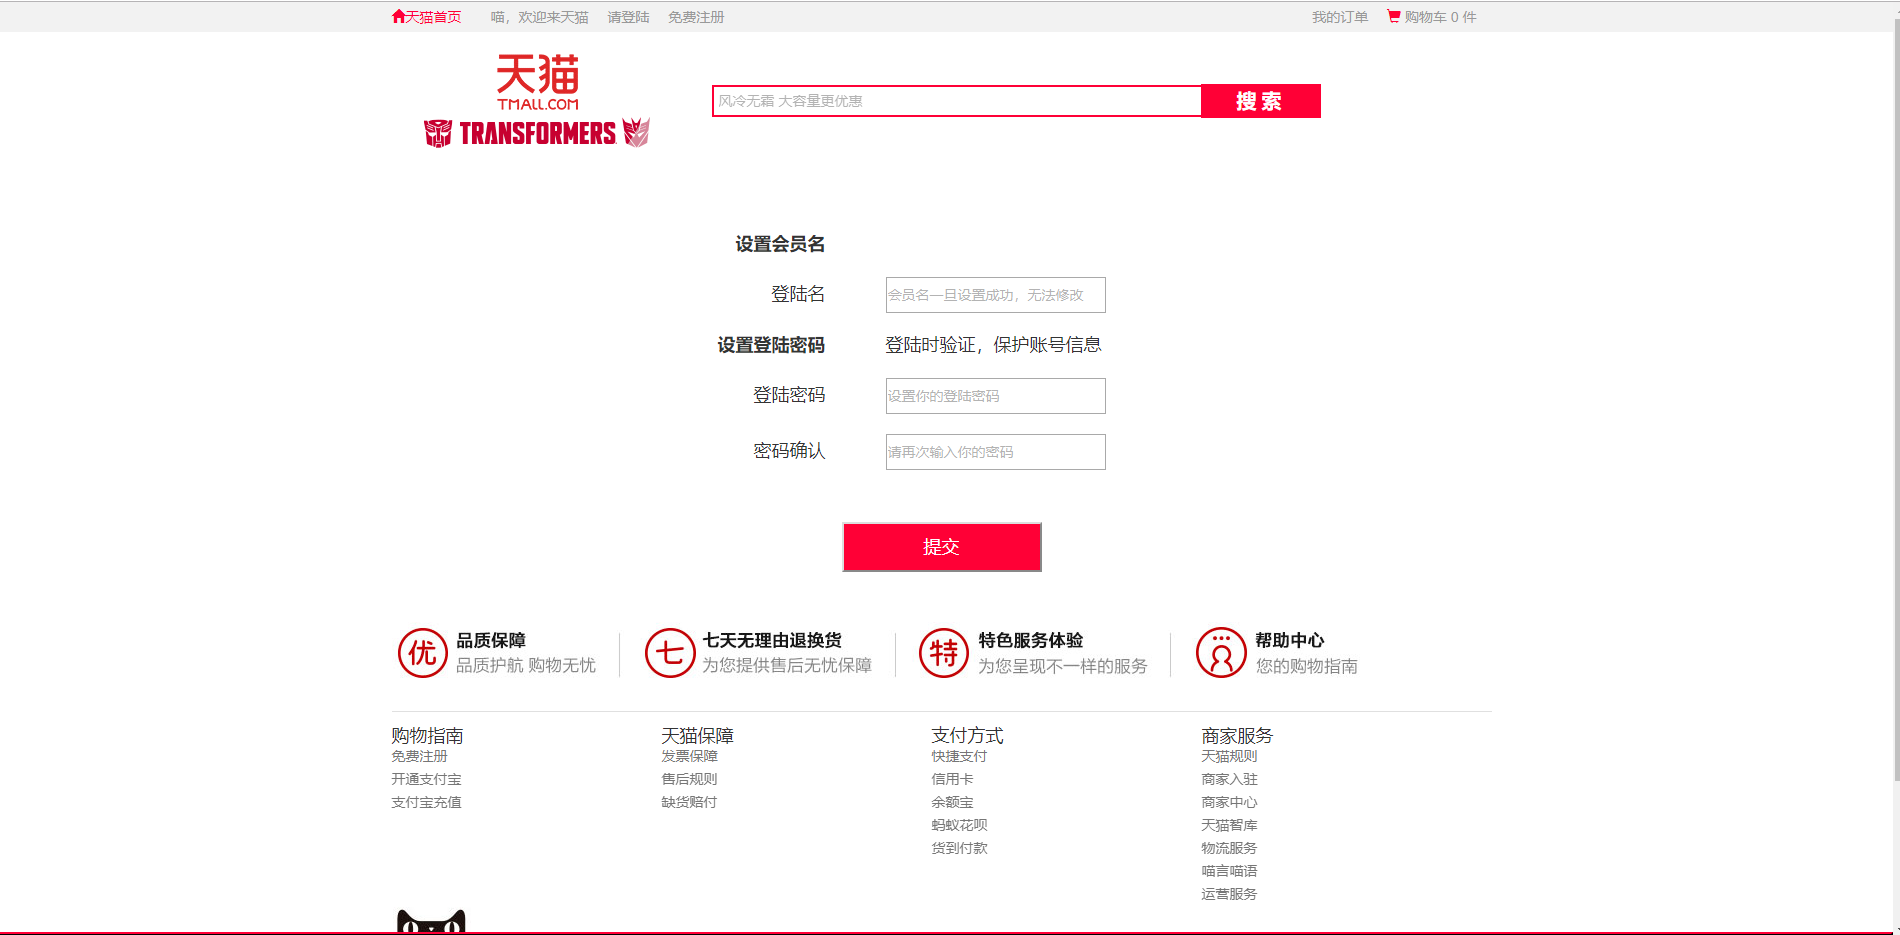 天猫首页 喵，欢迎来天猫 请登陆 免费注册 我的订单 购物车 0 件
天猫
TMALL.COM
TRANSFORMERS
风冷无霜 大容量更优惠 搜 索
设置会员名
登陆名 会员名一旦设置成功，无法修改
设置登陆密码 登陆时验证，保护账号信息
登陆密码 设置你的登陆密码
密码确认 请再次输入你的密码
提交
优 品质保障 七 七天无理由退换货 特 特色服务体验 帮助中心
品质护航 购物无忧 为您提供售后无忧保障 为您呈现不一样的服务 您的购物指南
购物指南 天猫保障 支付方式 商家服务
免费注册 发票保障 快捷支付 天猫规则
开通支付宝 售后规则 信用卡 商家入驻
支付宝充值 缺货赔付 余额宝 商家中心
蚂蚁花呗 天猫智库
货到付款 物流服务
喵言喵语
运营服务